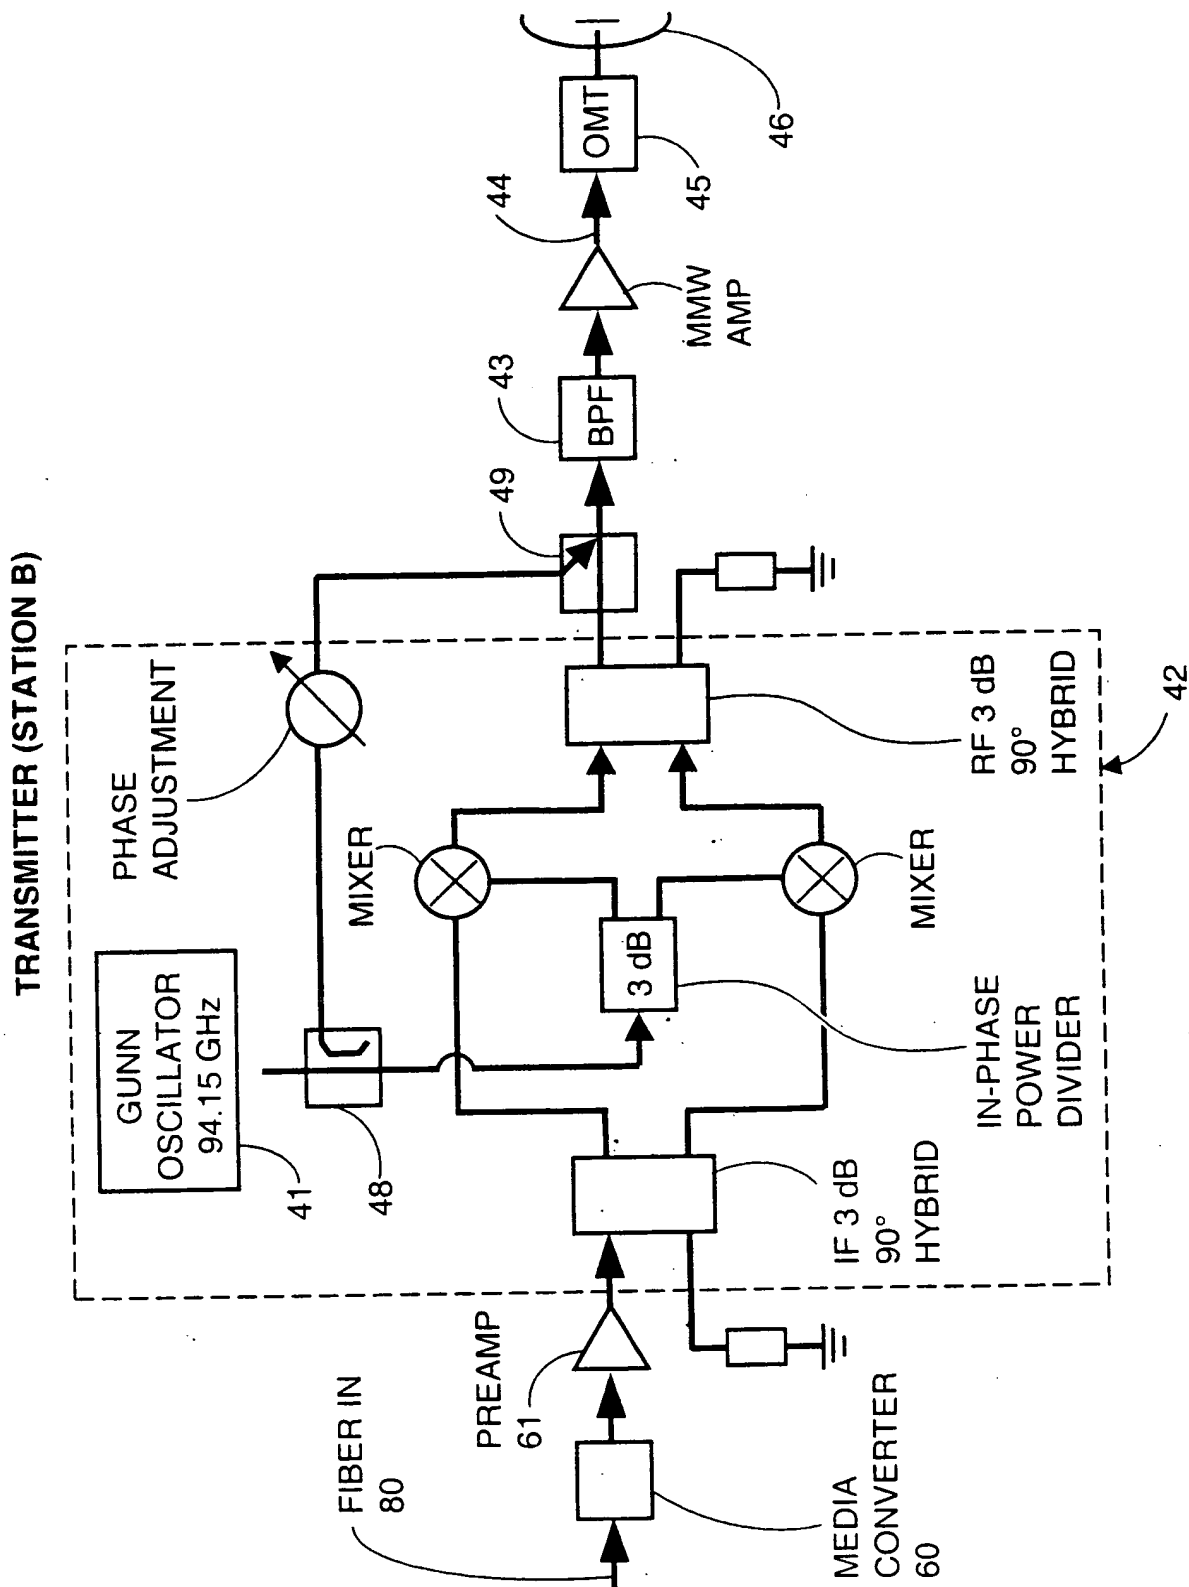 TRANSMITTER (STATION B)
GUNN
OSCILLATOR
94.15 GHz
41
48
PHASE
ADJUSTMENT
49
43
BPF
44
MMW
AMP
OMT
45
46
FIBER IN
80
PREAMP
61
MEDIA
CONVERTER
60
IF 3 dB
90°
HYBRID
MIXER
3 dB
IN-PHASE
POWER
DIVIDER
MIXER
RF 3 dB
90°
HYBRID
42